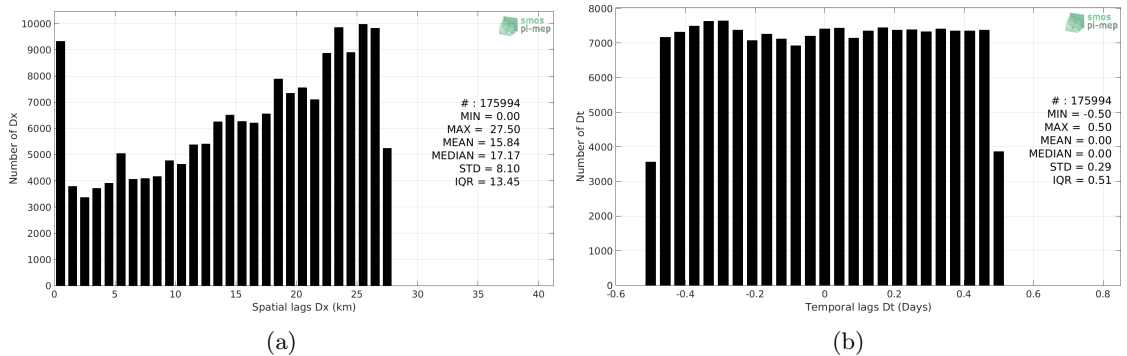 10000
9000
8000
7000
6000
5000
4000
3000
2000
1000
0
Number of Dx
0 5 10 15 20 25 30 35 40
Spatial lags Dx (km)
smos
pi-mep
# : 175994
MIN = 0.00
MAX = 27.50
MEAN = 15.84
MEDIAN = 17.17
STD = 8.10
IQR = 13.45
(a)
8000
7000
6000
5000
4000
3000
2000
1000
0
Number of Dt
-0.6 -0.4 -0.2 0 0.2 0.4 0.6 0.8
Temporal lags Dt (Days)
smos
pi-mep
# : 175994
MIN = -0.50
MAX = 0.50
MEAN = 0.00
MEDIAN = 0.00
STD = 0.29
IQR = 0.51
(b)